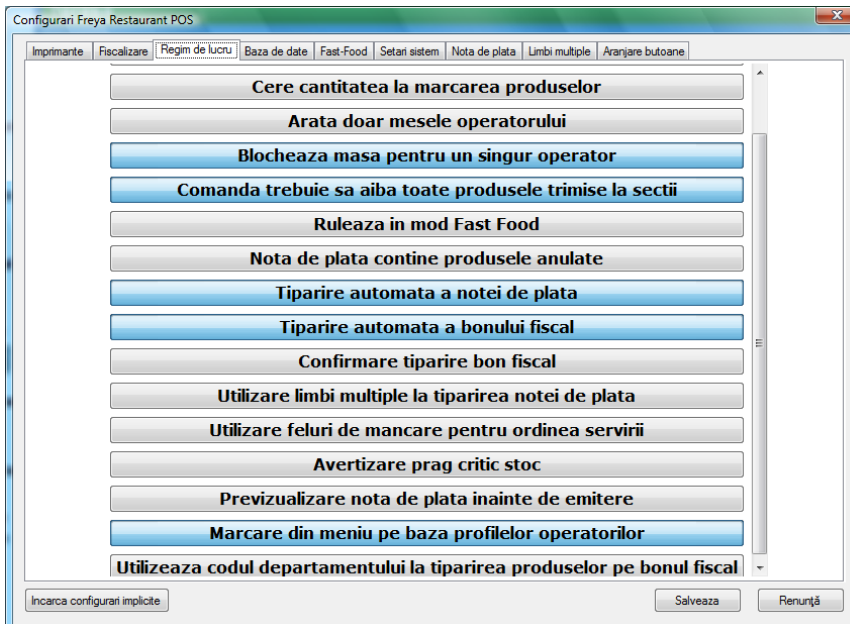 Configurari Freya Restaurant POS
Imprimante Fiscalizare Regim de lucru Baza de date Fast-Food Setari sistem Nota de plata Limbi multiple Aranjare butoane
Cere cantitatea la marcarea produselor
Arata doar mesele operatorului
Blocheaza masa pentru un singur operator
Comanda trebuie sa aiba toate produsele trimise la sectii
Ruleaza in mod Fast Food
Nota de plata contine produsele anulate
Tiparire automata a notei de plata
Tiparire automata a bonului fiscal
Confirmare tiparire bon fiscal
Utilizare limbi multiple la tiparirea notei de plata
Utilizare feluri de mancare pentru ordinea servirii
Avertizare prag critic stoc
Previzualizare nota de plata inainte de emitere
Marcare din meniu pe baza profilelor operatorilor
Utilizeaza codul departamentului la tiparirea produselor pe bonul fiscal
Incarca configurari implicite Salveaza Renunţă